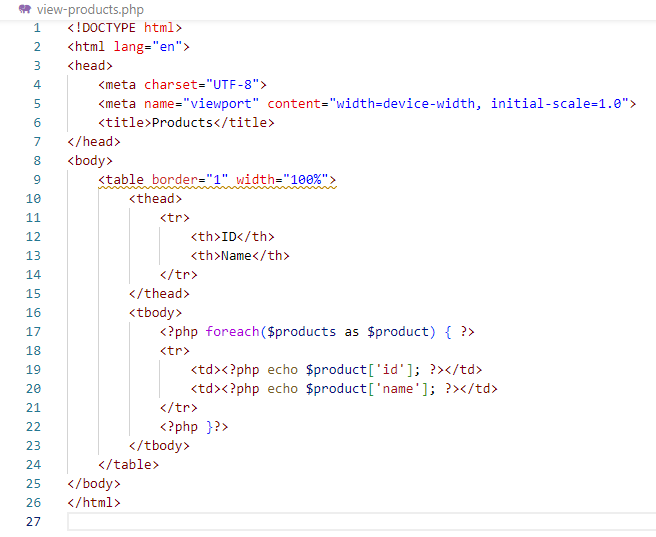 view-products.php
1 <!DOCTYPE html>
2 <html lang="en">
3 <head>
4     <meta charset="UTF-8">
5     <meta name="viewport" content="width=device-width, initial-scale=1.0">
6     <title>Products</title>
7 </head>
8 <body>
9     <table border="1" width="100%">
10         <thead>
11             <tr>
12                 <th>ID</th>
13                 <th>Name</th>
14             </tr>
15         </thead>
16         <tbody>
17             <?php foreach($products as $product) { ?>
18             <tr>
19                 <td><?php echo $product['id']; ?></td>
20                 <td><?php echo $product['name']; ?></td>
21             </tr>
22             <?php }?>
23         </tbody>
24     </table>
25 </body>
26 </html>
27